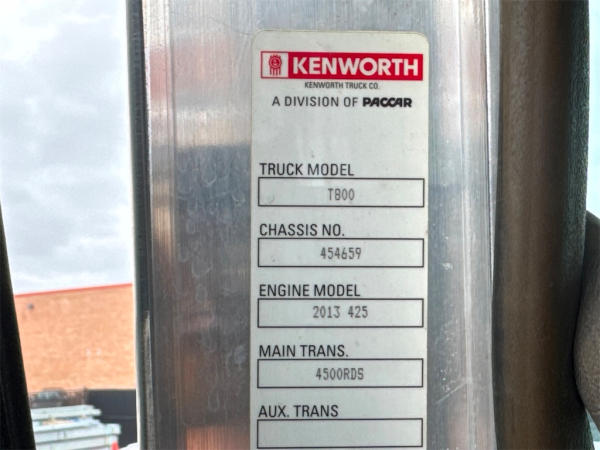 KENWORTH
KENWORTH TRUCK CO.
A DIVISION OF PACCAR
TRUCK MODEL
T800
CHASSIS NO.
454659
ENGINE MODEL
2013 425
MAIN TRANS.
4500RDS
AUX. TRANS